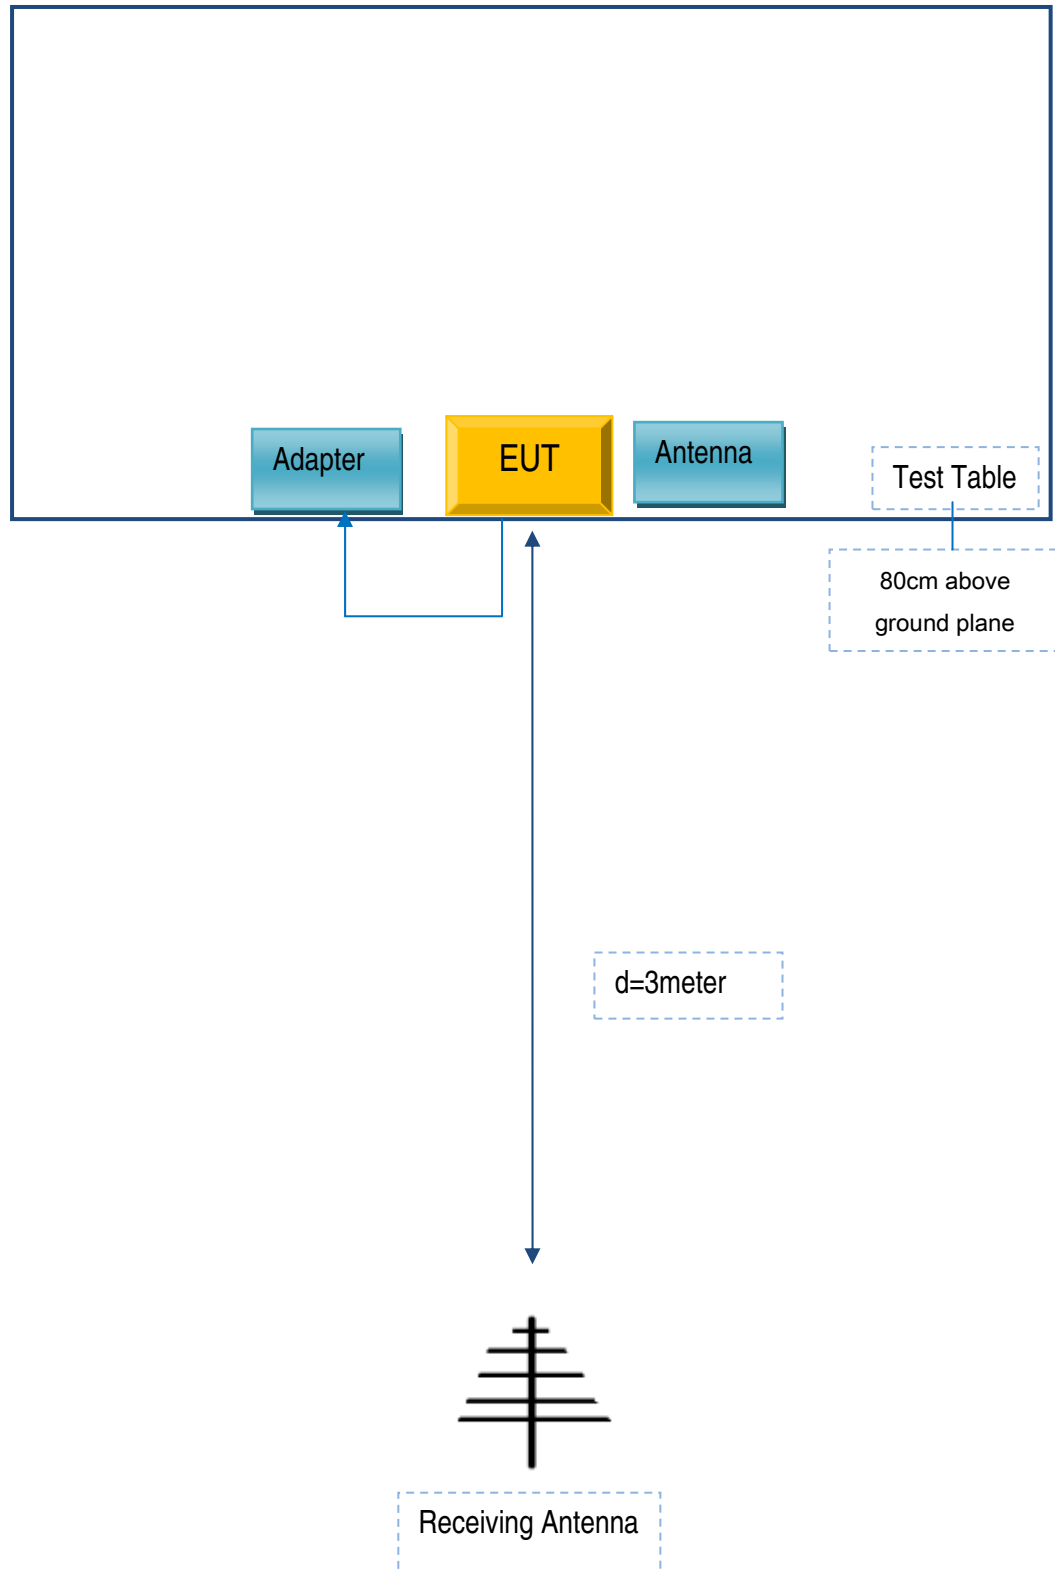 Adapter
EUT
Antenna
Test Table
80cm above
ground plane
d=3meter
Receiving Antenna